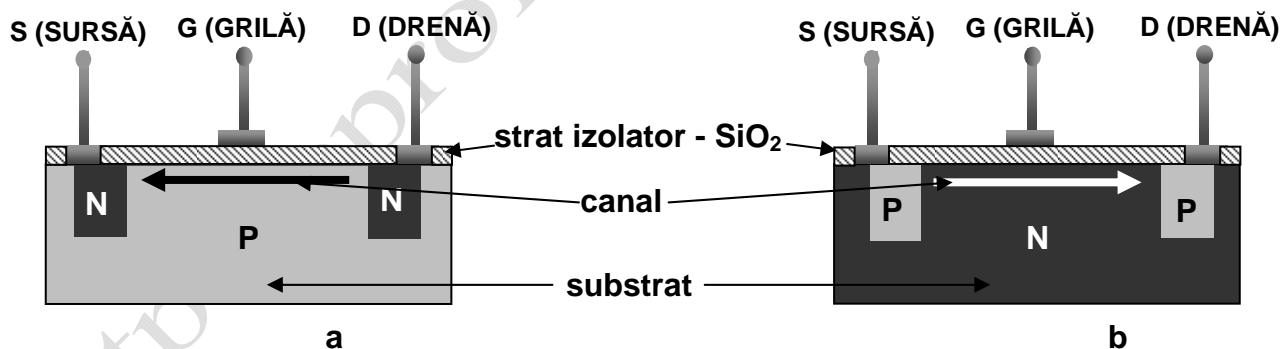 S (SURSĂ) G (GRILĂ) D (DRENĂ) S (SURSĂ) G (GRILĂ) D (DRENĂ)
strat izolator - SiO₂
N N P P
canal
P N
substrat
a b